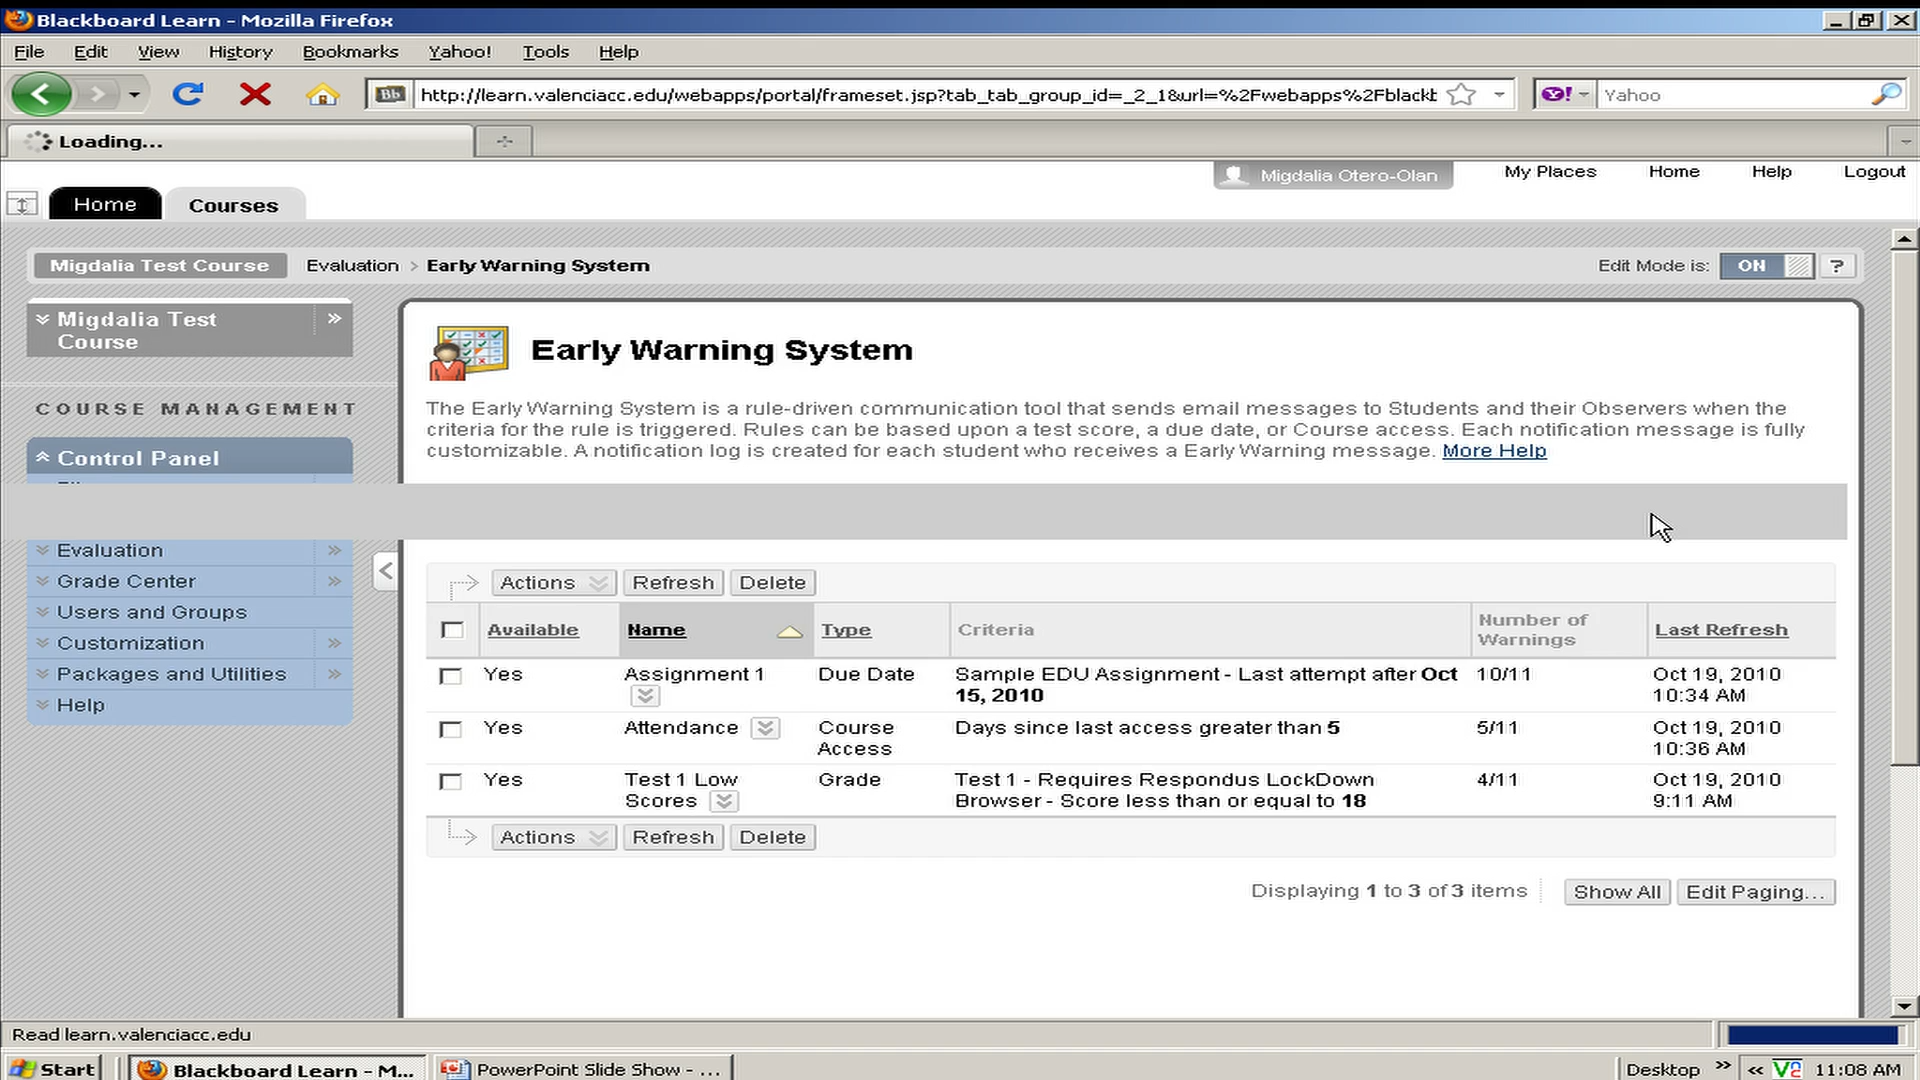 Blackboard Learn - Mozilla Firefox
File Edit View History Bookmarks Yahoo! Tools Help
http://learn.valenciacc.edu/webapps/portal/frameset.jsp?tab_tab_group_id=_2_1&url=%2Fwebapps%2Fblackb
Yahoo
Loading...
Migdalia Otero-Olan My Places Home Help Logout
Home Courses
Migdalia Test Course Evaluation > Early Warning System Edit Mode is: ON ?
Migdalia Test
Course
COURSE MANAGEMENT
Control Panel
Evaluation
Grade Center
Users and Groups
Customization
Packages and Utilities
Help
Early Warning System
The Early Warning System is a rule-driven communication tool that sends email messages to Students and their Observers when the
criteria for the rule is triggered. Rules can be based upon a test score, a due date, or Course access. Each notification message is fully
customizable. A notification log is created for each student who receives a Early Warning message. More Help
Actions Refresh Delete
Available Name Type Criteria Number of Warnings Last Refresh
Yes Assignment 1 Due Date Sample EDU Assignment - Last attempt after Oct 10/11 Oct 19, 2010
15, 2010 10:34 AM
Yes Attendance Course Days since last access greater than 5 5/11 Oct 19, 2010
Access 10:36 AM
Yes Test 1 Low Grade Test 1 - Requires Respondus LockDown 4/11 Oct 19, 2010
Scores Browser - Score less than or equal to 18 9:11 AM
Actions Refresh Delete
Displaying 1 to 3 of 3 items Show All Edit Paging...
Read learn.valenciacc.edu
Start Blackboard Learn - M... PowerPoint Slide Show - ... Desktop 11:08 AM